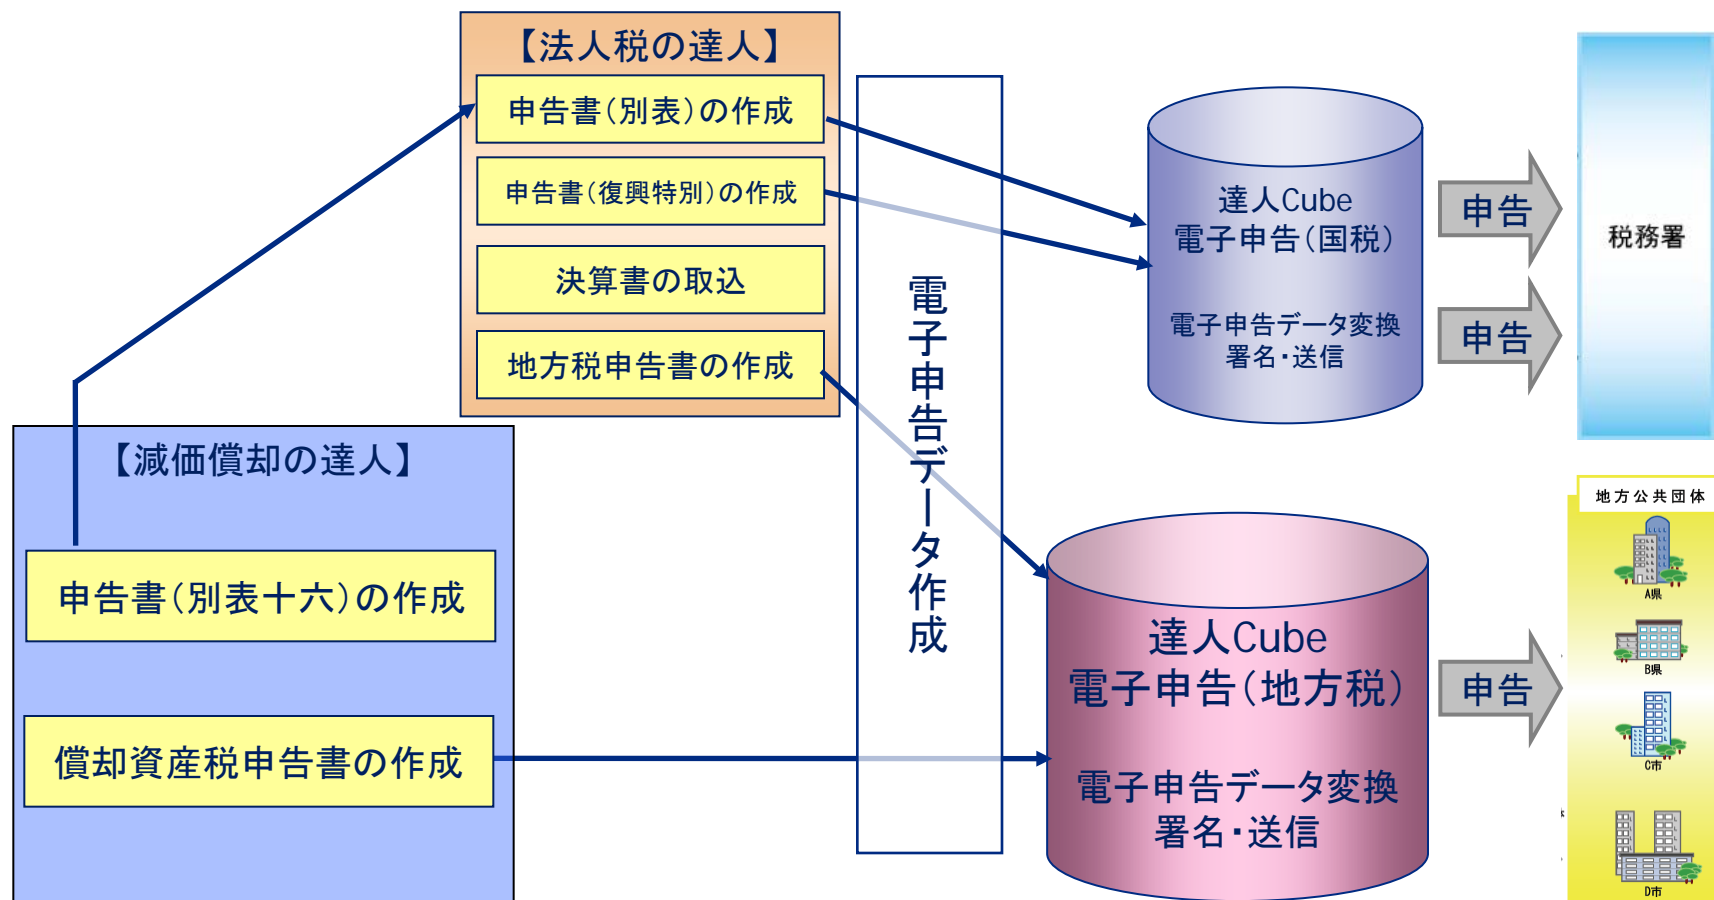 【法人税の達人】
申告書(別表)の作成
申告書(復興特別)の作成
決算書の取込
地方税申告書の作成
【減価償却の達人】
申告書(別表十六)の作成
償却資産税申告書の作成
電子申告データ作成
達人Cube
電子申告(国税)
電子申告データ変換
署名・送信
達人Cube
電子申告(地方税)
電子申告データ変換
署名・送信
申告
申告
申告
税務署
地方公共団体
A県
B県
C市
D市